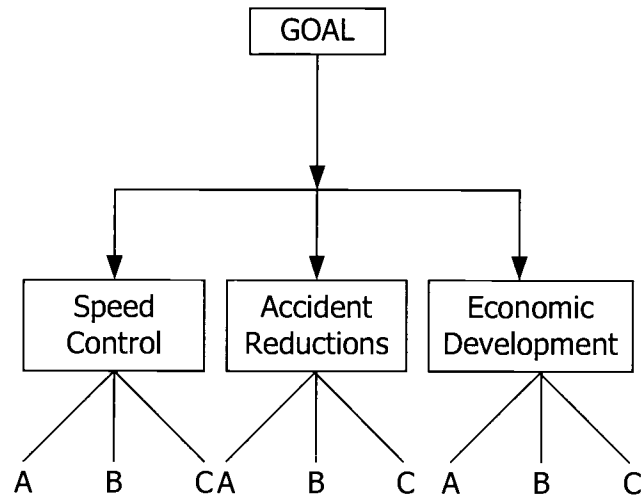 GOAL
Speed
Control
Accident
Reductions
Economic
Development
A B C A B C A B C